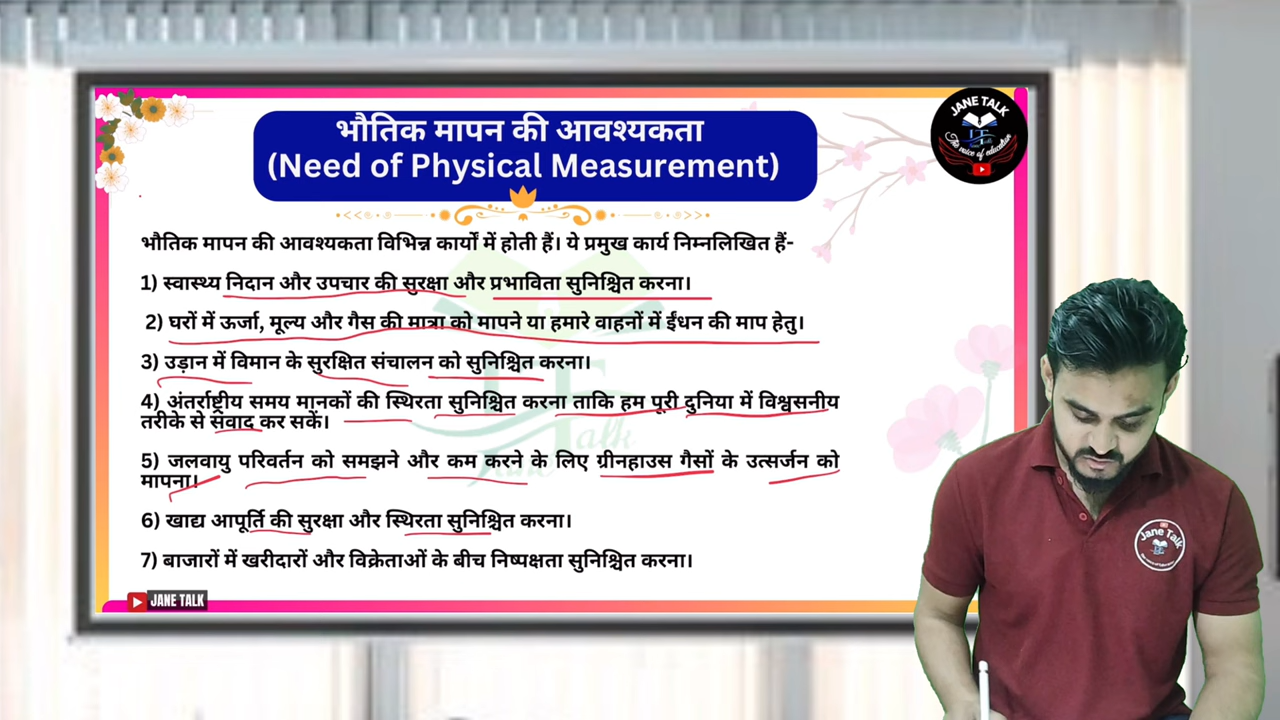 भौतिक मापन की आवश्यकता
(Need of Physical Measurement)
JANE TALK
The voice of education
भौतिक मापन की आवश्यकता विभिन्न कार्यों में होती हैं। ये प्रमुख कार्य निम्नलिखित हैं-
1) स्वास्थ्य निदान और उपचार की सुरक्षा और प्रभाविता सुनिश्चित करना।
2) घरों में ऊर्जा, मूल्य और गैस की मात्रा को मापने या हमारे वाहनों में ईंधन की माप हेतु।
3) उड़ान में विमान के सुरक्षित संचालन को सुनिश्चित करना।
4) अंतर्राष्ट्रीय समय मानकों की स्थिरता सुनिश्चित करना ताकि हम पूरी दुनिया में विश्वसनीय
तरीके से संवाद कर सकें।
5) जलवायु परिवर्तन को समझने और कम करने के लिए ग्रीनहाउस गैसों के उत्सर्जन को
मापना।
6) खाद्य आपूर्ति की सुरक्षा और स्थिरता सुनिश्चित करना।
7) बाजारों में खरीदारों और विक्रेताओं के बीच निष्पक्षता सुनिश्चित करना।
JANE TALK
Jane Talk